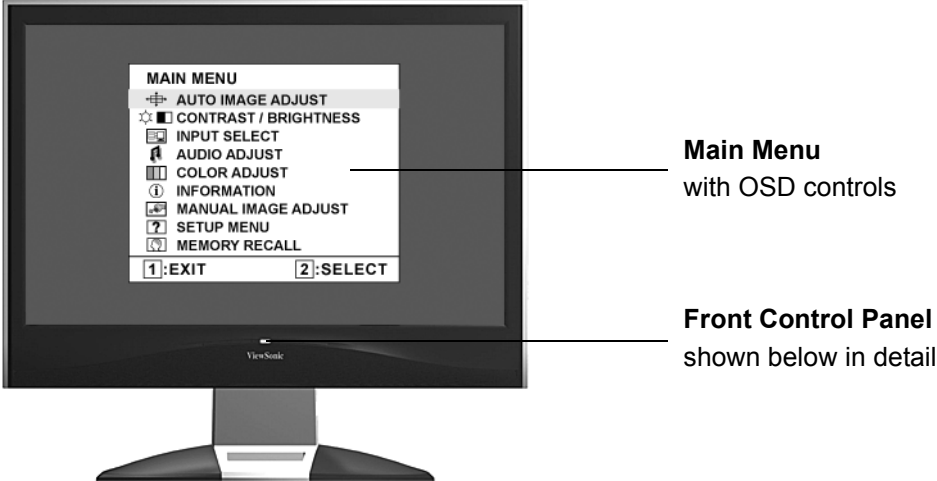 MAIN MENU
AUTO IMAGE ADJUST
CONTRAST / BRIGHTNESS
INPUT SELECT
AUDIO ADJUST
COLOR ADJUST
INFORMATION
MANUAL IMAGE ADJUST
SETUP MENU
MEMORY RECALL
1:EXIT 2:SELECT
ViewSonic
Main Menu
with OSD controls
Front Control Panel
shown below in detail